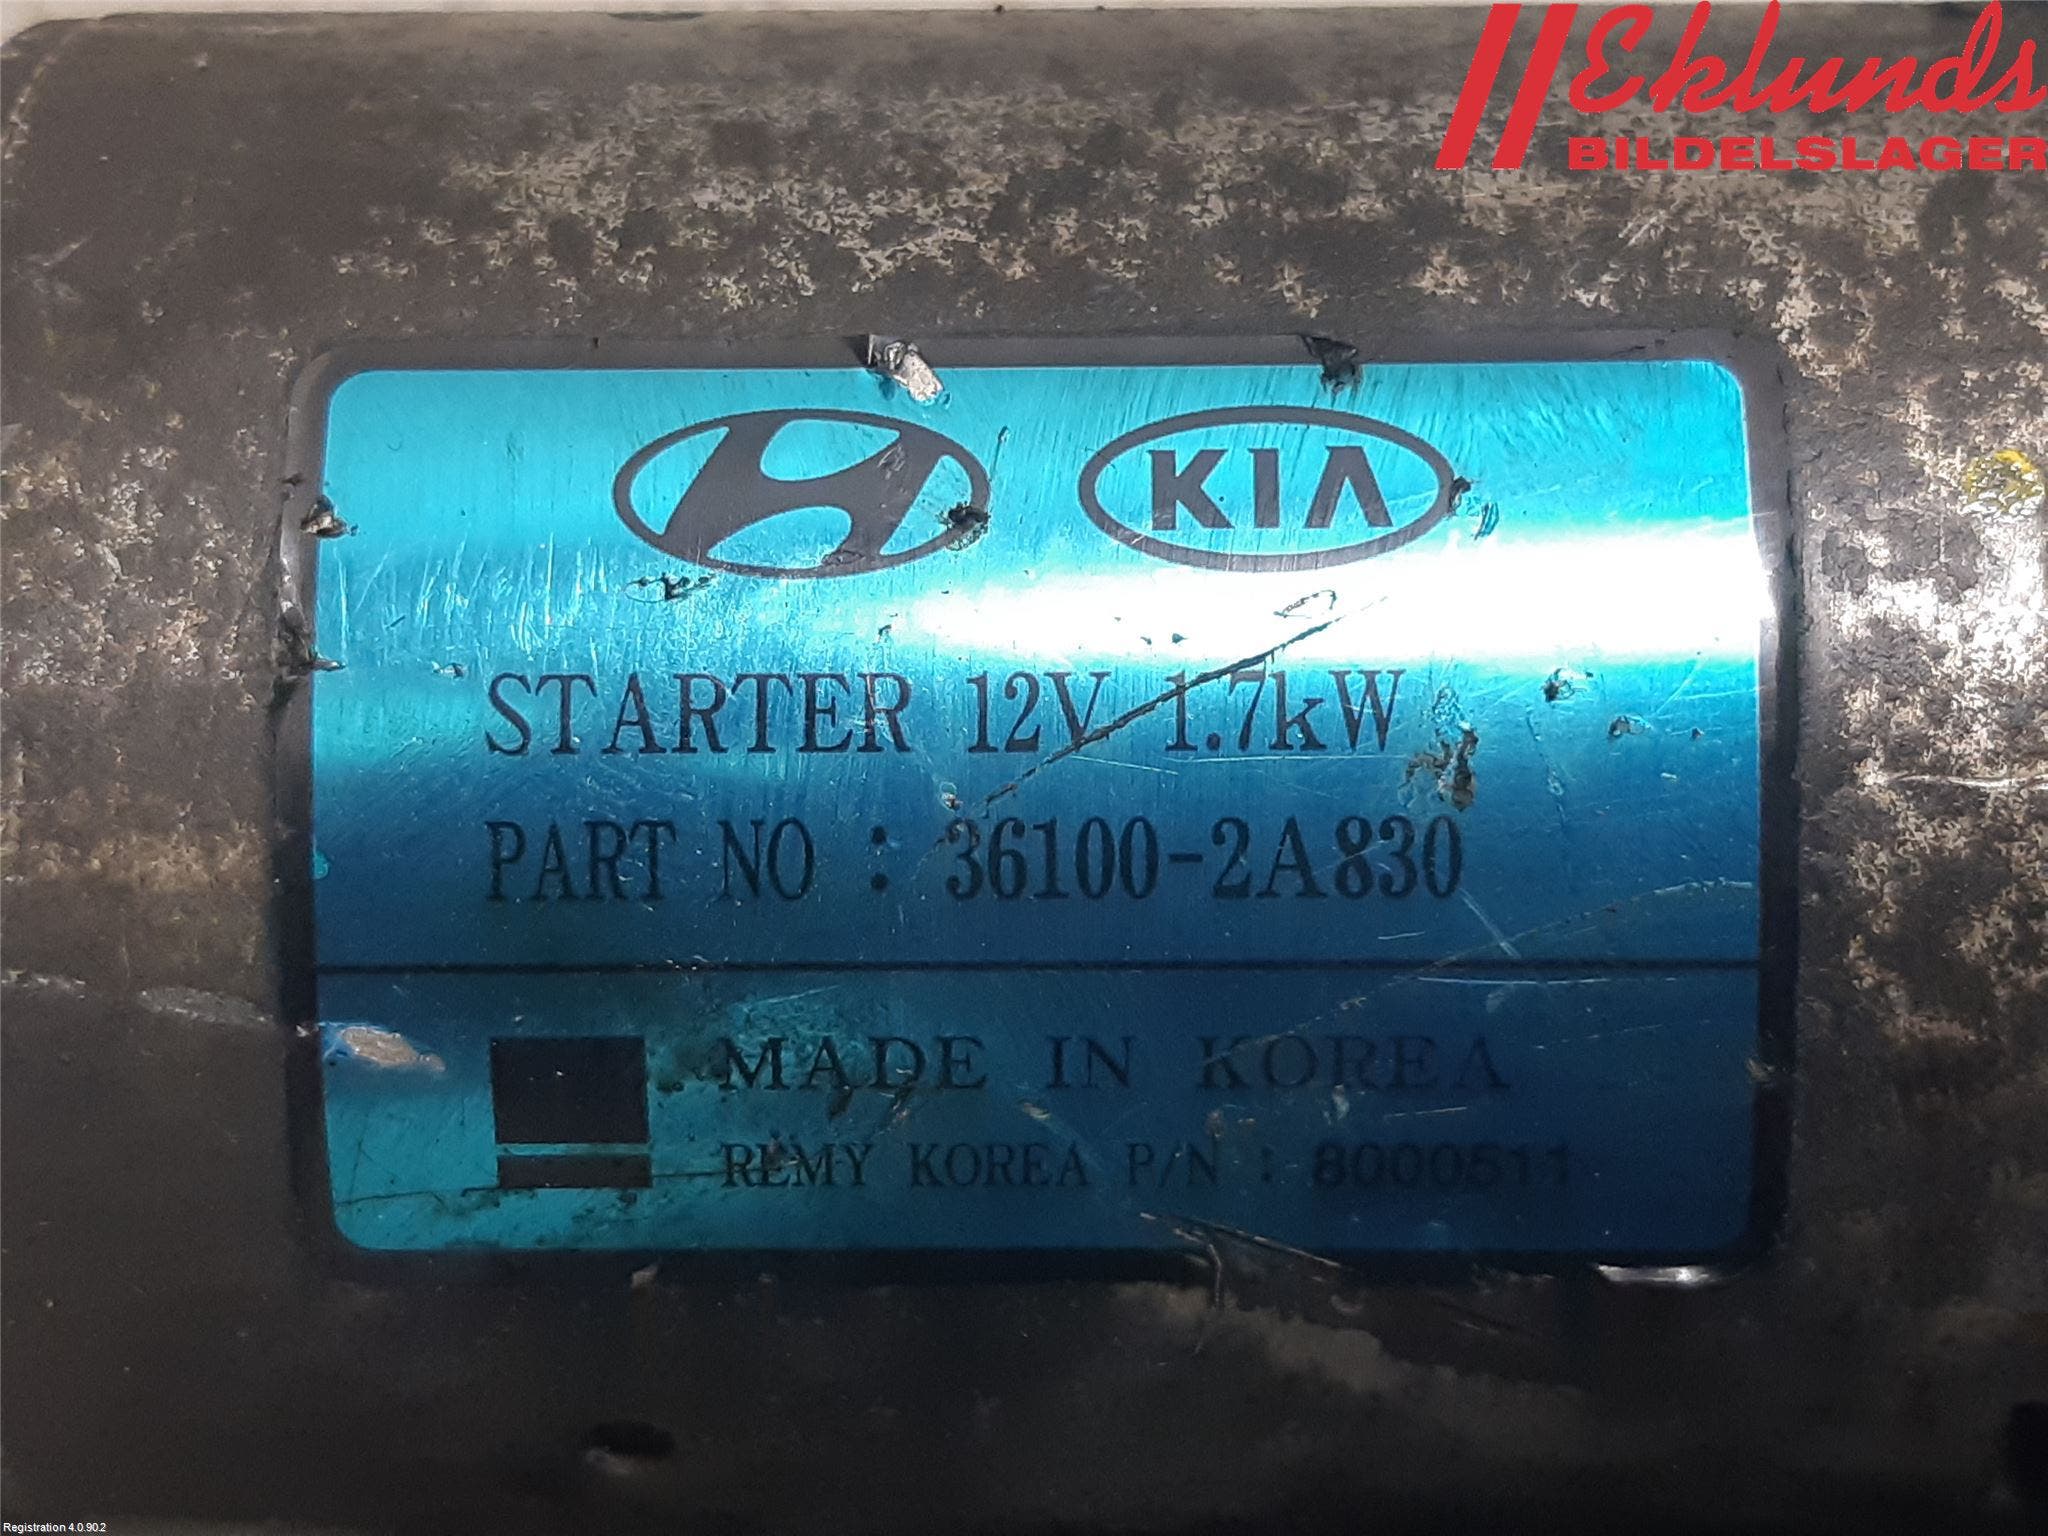 Eklunds
BILDELSLAGER
KIA
STARTER 12V 1.7kW
PART NO : 36100-2A830
MADE IN KOREA
REMY KOREA P/N : 8000511
Registration 4.0.90.2